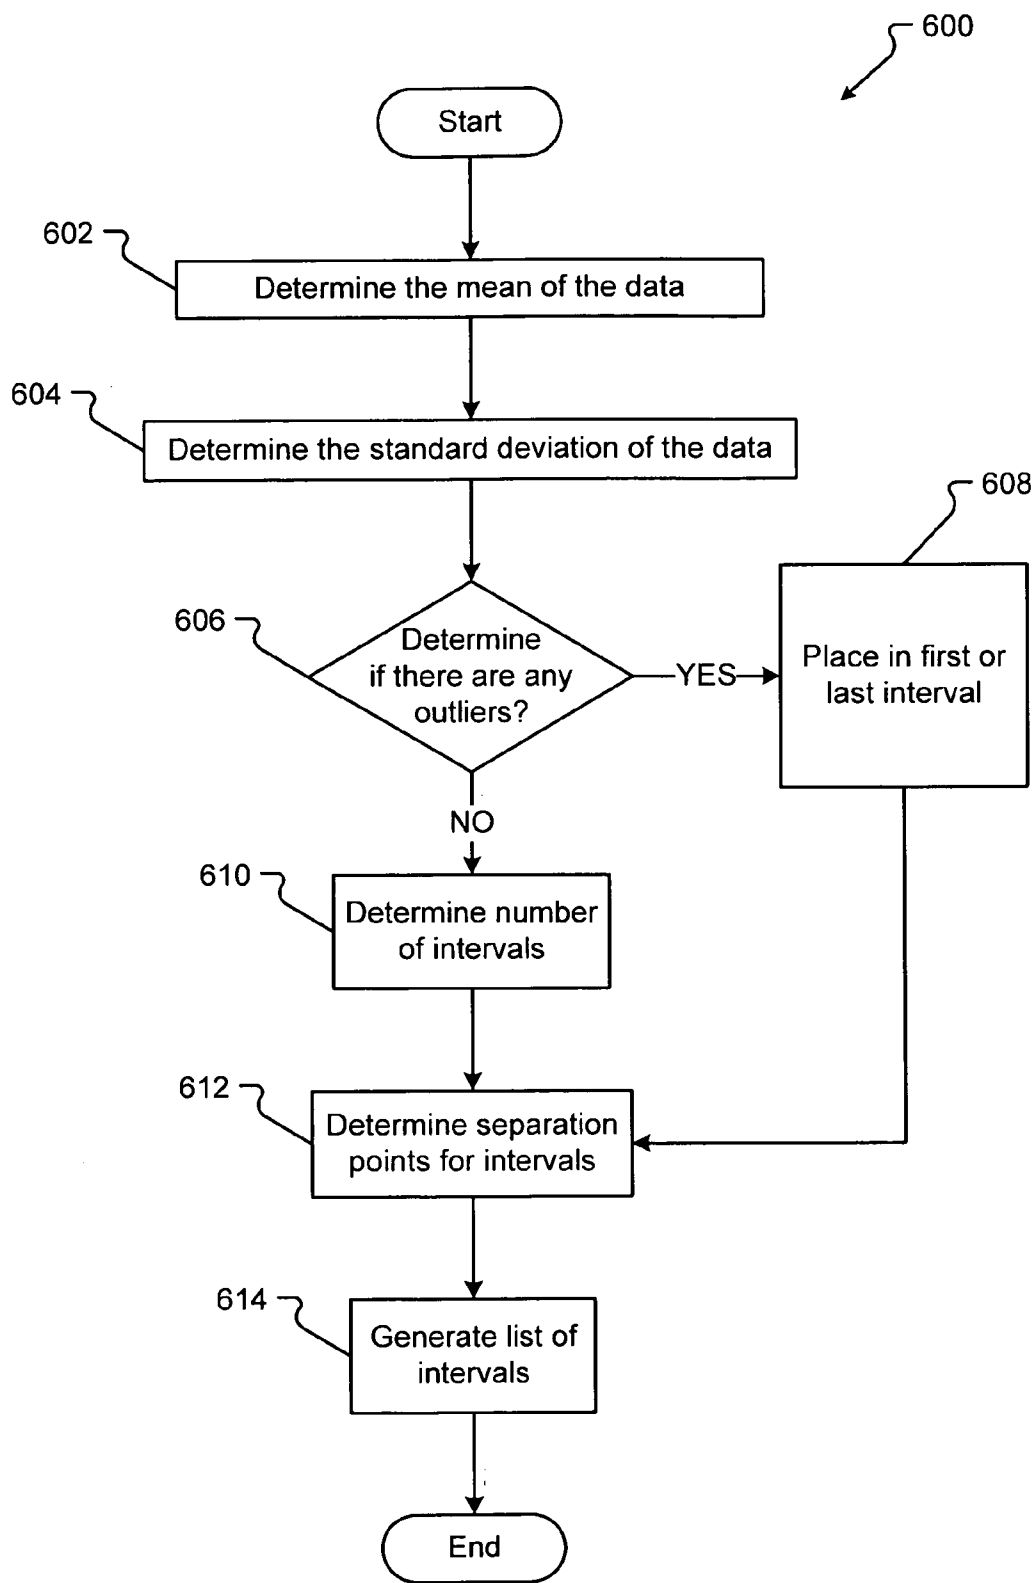 600
Start
602
Determine the mean of the data
604
Determine the standard deviation of the data
608
606
Determine
if there are any
outliers?
YES
Place in first or
last interval
NO
610
Determine number
of intervals
612
Determine separation
points for intervals
614
Generate list of
intervals
End